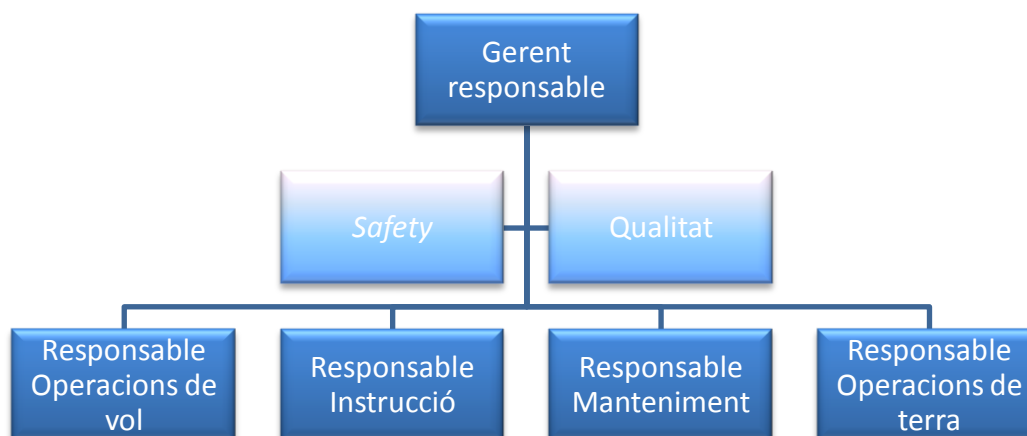 Gerent
responsable
Safety
Qualitat
Responsable
Operacions de
vol
Responsable
Instrucció
Responsable
Manteniment
Responsable
Operacions de
terra